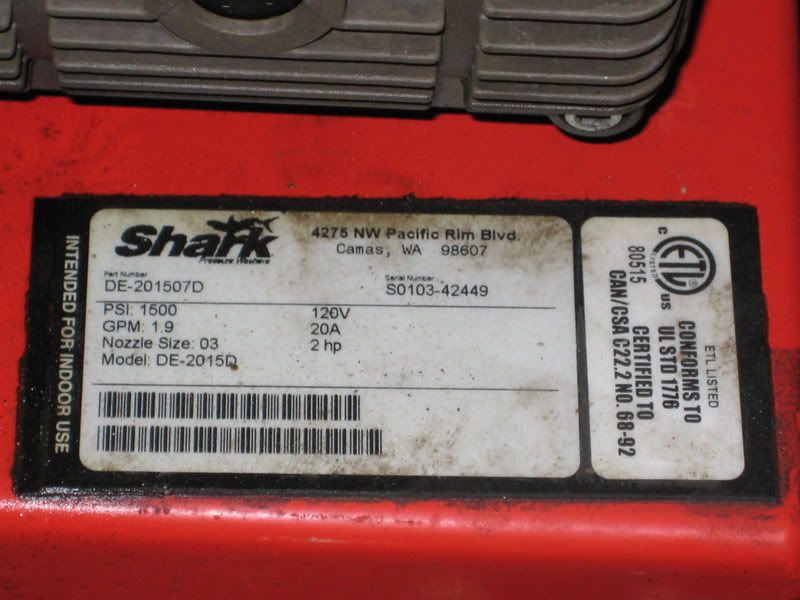 INTENDED FOR INDOOR USE
Shark
Pressure Washers
4275 NW Pacific Rim Blvd.
Camas, WA 98607
Part Number
DE-201507D
Serial Number
S0103-42449
PSI: 1500 120V
GPM: 1.9 20A
Nozzle Size: 03 2 hp
Model: DE-2015D
C ETL US
LISTED
80515
ETL LISTED
CONFORMS TO
UL STD 1776
CERTIFIED TO
CAN/CSA C22.2 NO. 68-92